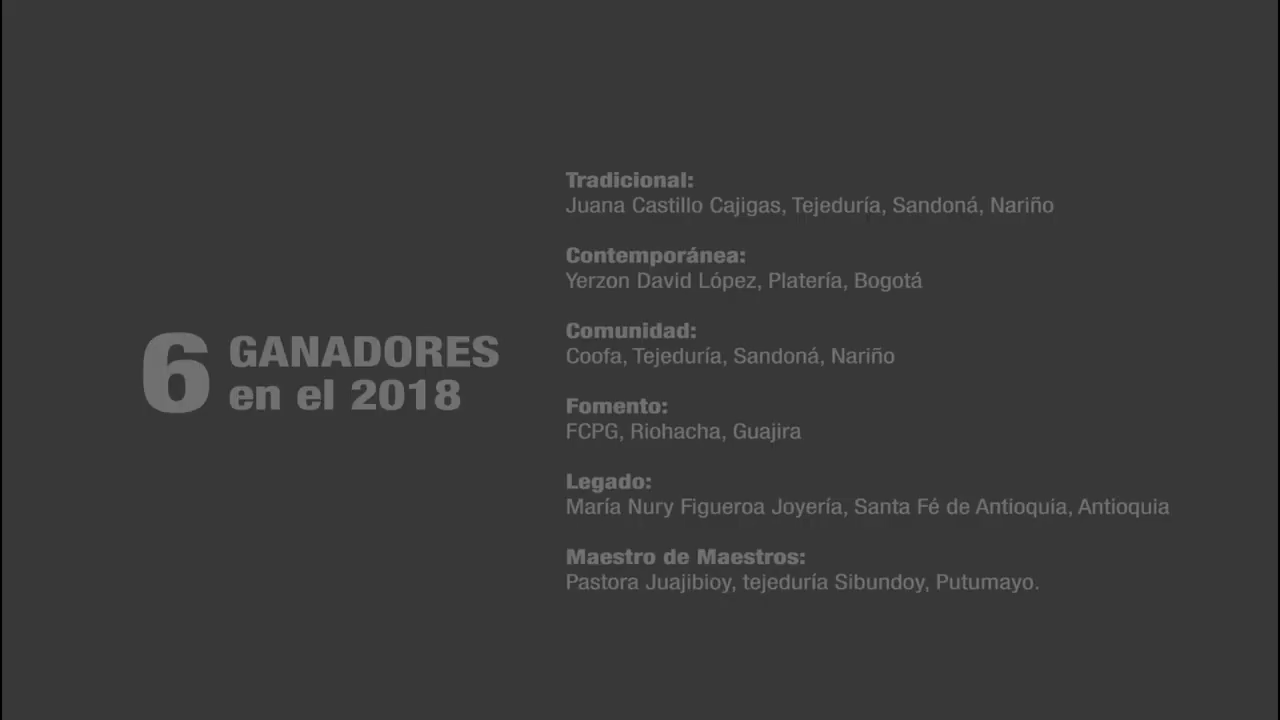 6 GANADORES
en el 2018
Tradicional:
Juana Castillo Cajigas, Tejeduría, Sandoná, Nariño
Contemporánea:
Yerzon David López, Platería, Bogotá
Comunidad:
Coofa, Tejeduría, Sandoná, Nariño
Fomento:
FCPG, Riohacha, Guajira
Legado:
María Nury Figueroa Joyería, Santa Fé de Antioquia, Antioquia
Maestro de Maestros:
Pastora Juajibioy, tejeduría Sibundoy, Putumayo.